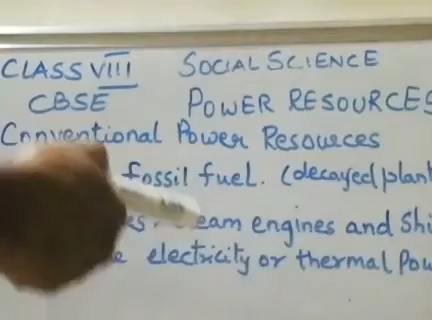 CLASS VIII SOCIAL SCIENCE
CBSE POWER RESOURCES
Conventional Power Resources
fossil fuel. (decayed plant
engines and Shi
electricity or thermal Pow